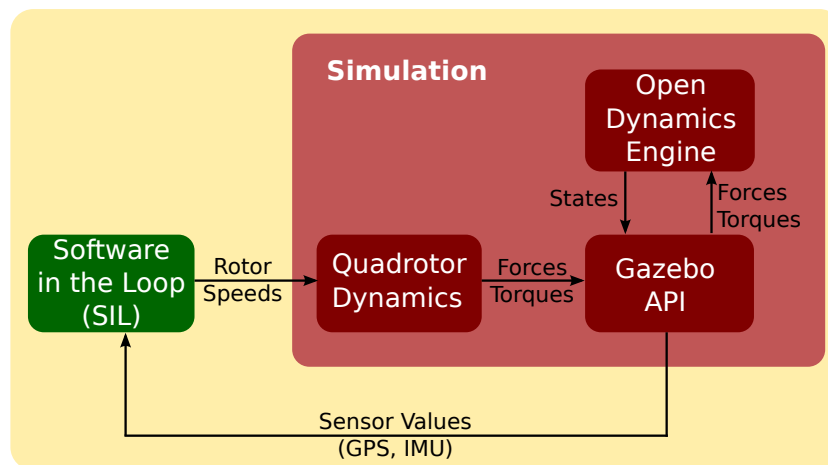 Simulation
Open
Dynamics
Engine
States
Forces
Torques
Software
in the Loop
(SIL)
Rotor
Speeds
Quadrotor
Dynamics
Forces
Torques
Gazebo
API
Sensor Values
(GPS, IMU)